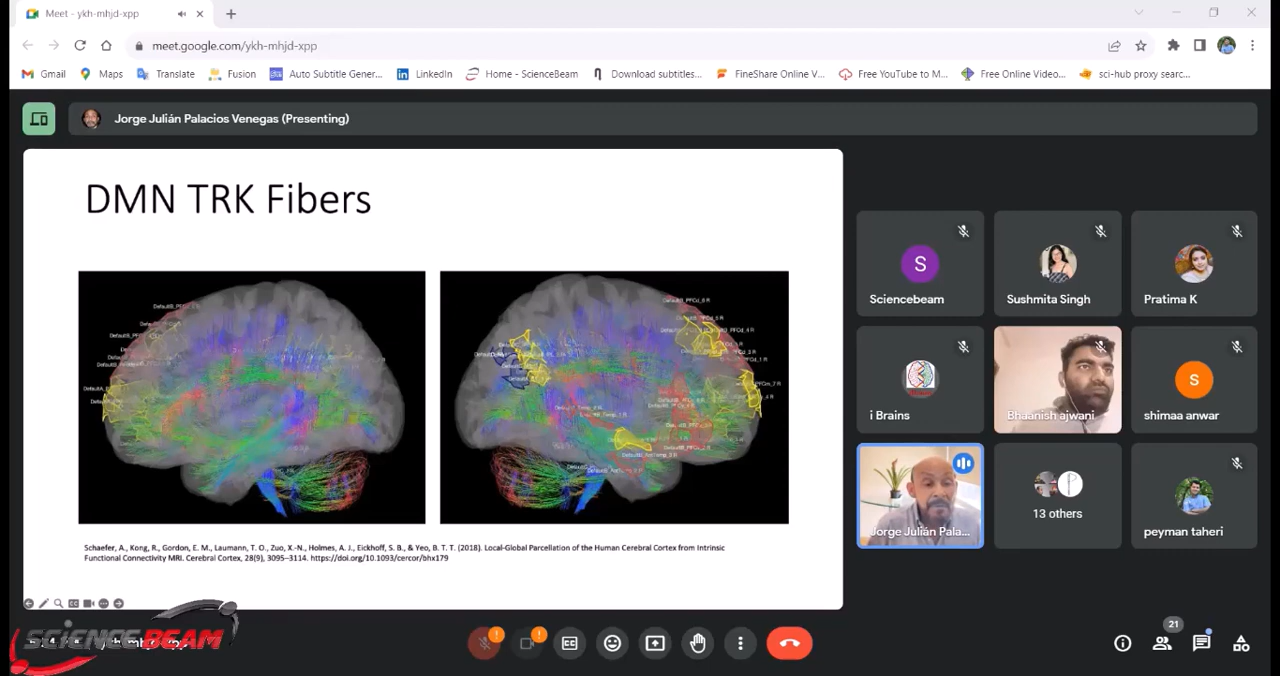 Meet - ykh-mhjd-xpp
meet.google.com/ykh-mhjd-xpp
Gmail
Maps
Translate
Fusion
Auto Subtitle Gener...
LinkedIn
Home - ScienceBeam
Download subtitles...
FineShare Online V...
Free YouTube to M...
Free Online Video...
sci-hub proxy searc...
Jorge Julián Palacios Venegas (Presenting)
DMN TRK Fibers
Schaefer, A., Kong, R., Gordon, E. M., Laumann, T. O., Zuo, X.-N., Holmes, A. J., Eickhoff, S. B., & Yeo, B. T. T. (2018). Local-Global Parcellation of the Human Cerebral Cortex from Intrinsic
Functional Connectivity MRI. Cerebral Cortex, 28(9), 3095–3114. https://doi.org/10.1093/cercor/bhx179
S
Sciencebeam
Sushmita Singh
Pratima K
i Brains
Bhaanish ajwani
S
shimaa anwar
Jorge Julián Pala...
P
13 others
peyman taheri
SCIENCEBEAM
21